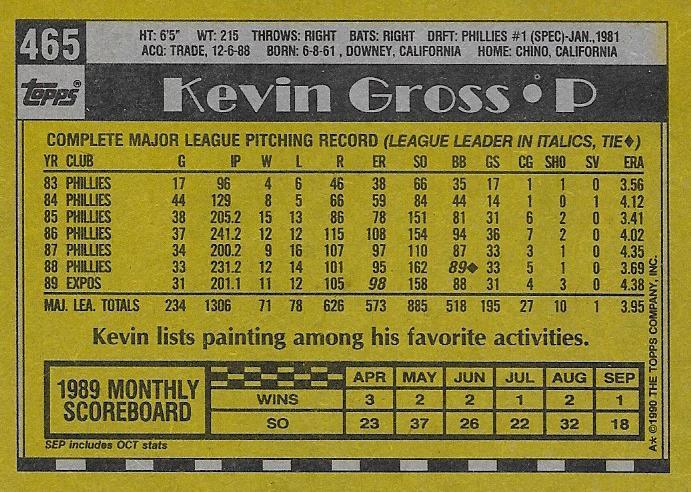 465
HT: 6'5" WT: 215 THROWS: RIGHT BATS: RIGHT DRFT: PHILLIES #1 (SPEC)-JAN.,1981
ACQ: TRADE, 12-6-88 BORN: 6-8-61, DOWNEY, CALIFORNIA HOME: CHINO, CALIFORNIA
topps® Kevin Gross • P
COMPLETE MAJOR LEAGUE PITCHING RECORD (LEAGUE LEADER IN ITALICS, TIE♦)
YR CLUB G IP W L R ER SO BB GS CG SHO SV ERA
83 PHILLIES 17 96 4 6 46 38 66 35 17 1 1 0 3.56
84 PHILLIES 44 129 8 5 66 59 84 44 14 1 0 1 4.12
85 PHILLIES 38 205.2 15 13 86 78 151 81 31 6 2 0 3.41
86 PHILLIES 37 241.2 12 12 115 108 154 94 36 7 2 0 4.02
87 PHILLIES 34 200.2 9 16 107 97 110 87 33 3 1 0 4.35
88 PHILLIES 33 231.2 12 14 101 95 162 89♦ 33 5 1 0 3.69
89 EXPOS 31 201.1 11 12 105 98 158 88 31 4 3 0 4.38
MAJ. LEA. TOTALS 234 1306 71 78 626 573 885 518 195 27 10 1 3.95
Kevin lists painting among his favorite activities.
1989 MONTHLY SCOREBOARD
APR MAY JUN JUL AUG SEP
WINS 3 2 2 1 2 1
SO 23 37 26 22 32 18
SEP includes OCT stats
A* ©1990 THE TOPPS COMPANY, INC.